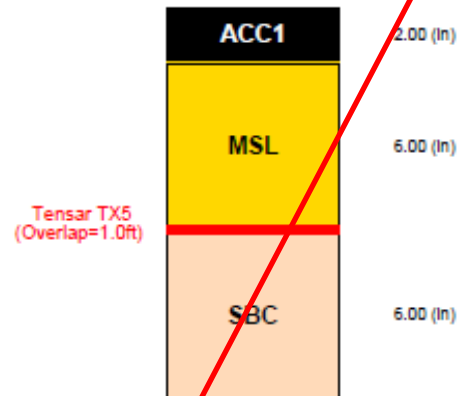 ACC1
2.00 (in)
MSL
6.00 (in)
Tensar TX5
(Overlap=1.0ft)
SBC
6.00 (in)